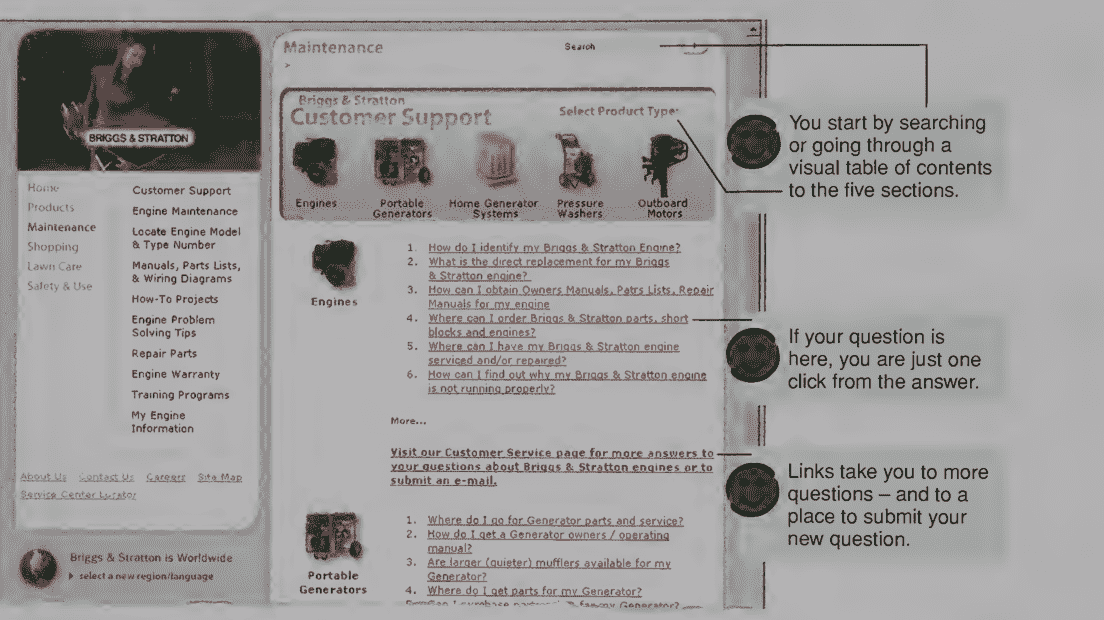 Maintenance
Search
>
BRIGGS & STRATTON
Briggs & Stratton
Customer Support
Select Product Type:
Engines
Portable
Generators
Home Generator
Systems
Pressure
Washers
Outboard
Motors
Home
Products
Maintenance
Shopping
Lawn Care
Safety & Use
Customer Support
Engine Maintenance
Locate Engine Model
& Type Number
Manuals, Parts Lists,
& Wiring Diagrams
How-To Projects
Engine Problem
Solving Tips
Repair Parts
Engine Warranty
Training Programs
My Engine
Information
About Us Contact Us Career Site Map
Service Center Locator
Briggs & Stratton is Worldwide
select a new region/language
Engines
1. How do I identify my Briggs & Stratton Engine?
2. What is the direct replacement for my Briggs
& Stratton engine?
3. How can I obtain Owners Manuals, Patrs Lists, Repair
Manuals for my engine
4. Where can I order Briggs & Stratton parts, short
blocks and engines?
5. Where can I have my Briggs & Stratton engine
serviced and/or repaired?
6. How can I find out why my Briggs & Stratton engine
is not running properly?
More...
Visit our Customer Service page for more answers to
your questions about Briggs & Stratton engines or to
submit an e-mail.
Portable
Generators
1. Where do I go for Generator parts and service?
2. How do I get a Generator owners / operating
manual?
3. Are larger (quieter) mufflers available for my
Generator?
4. Where do I get parts for my Generator?
You start by searching
or going through a
visual table of contents
to the five sections.
If your question is
here, you are just one
click from the answer.
Links take you to more
questions – and to a
place to submit your
new question.